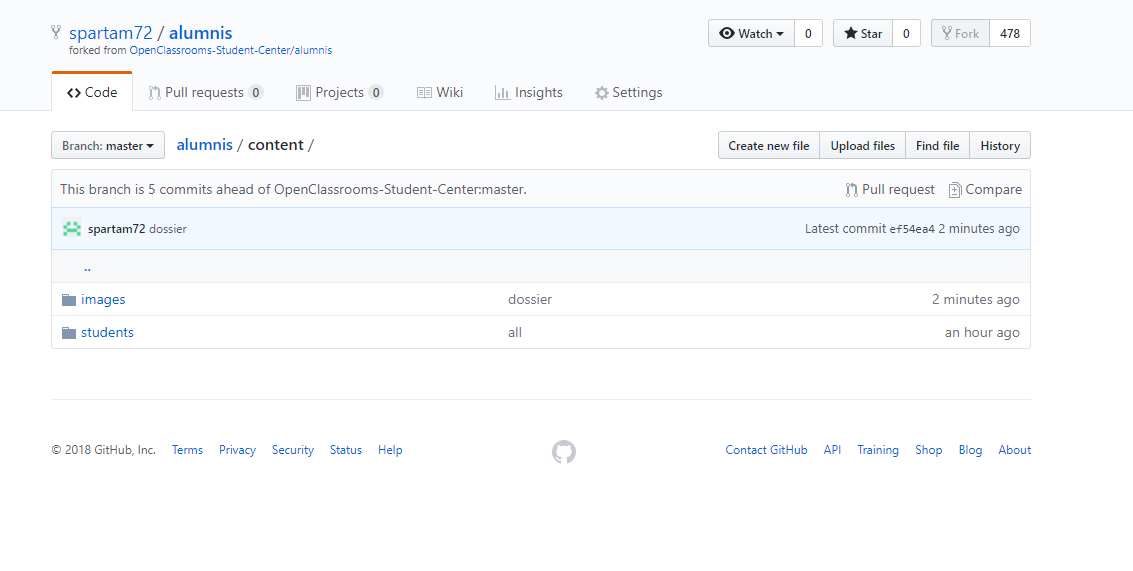 spartam72 / alumnis Watch 0 Star 0 Fork 478
forked from OpenClassrooms-Student-Center/alumnis
Code Pull requests 0 Projects 0 Wiki Insights Settings
Branch: master alumnis / content / Create new file Upload files Find file History
This branch is 5 commits ahead of OpenClassrooms-Student-Center:master. Pull request Compare
spartam72 dossier Latest commit ef54ea4 2 minutes ago
..
images dossier 2 minutes ago
students all an hour ago
© 2018 GitHub, Inc. Terms Privacy Security Status Help Contact GitHub API Training Shop Blog About